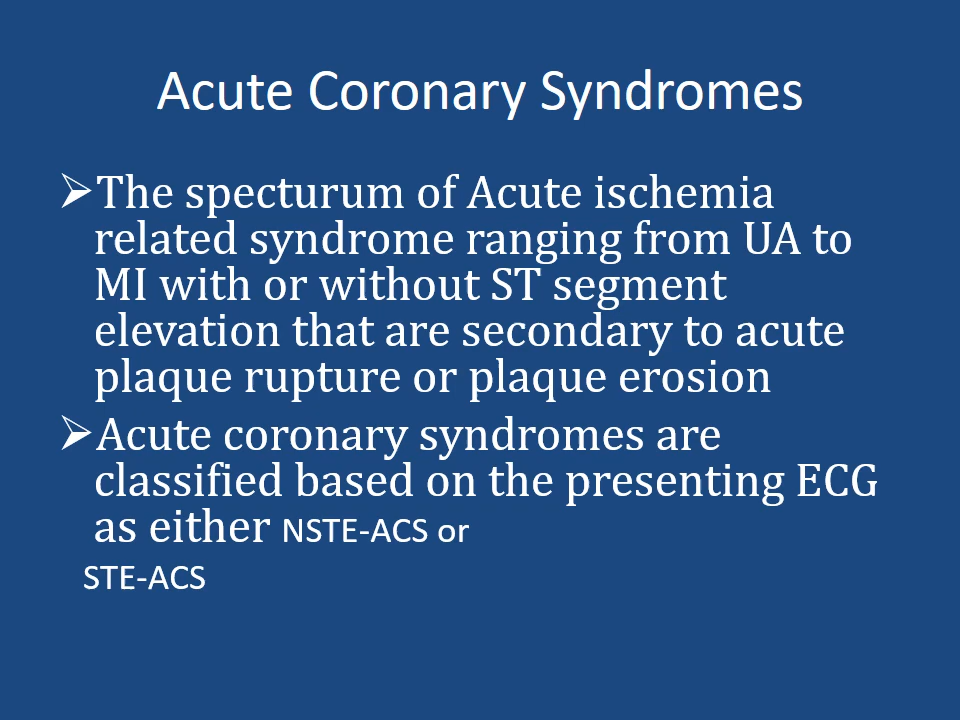 Acute Coronary Syndromes
➢The specturum of Acute ischemia
related syndrome ranging from UA to
MI with or without ST segment
elevation that are secondary to acute
plaque rupture or plaque erosion
➢Acute coronary syndromes are
classified based on the presenting ECG
as either NSTE-ACS or
STE-ACS